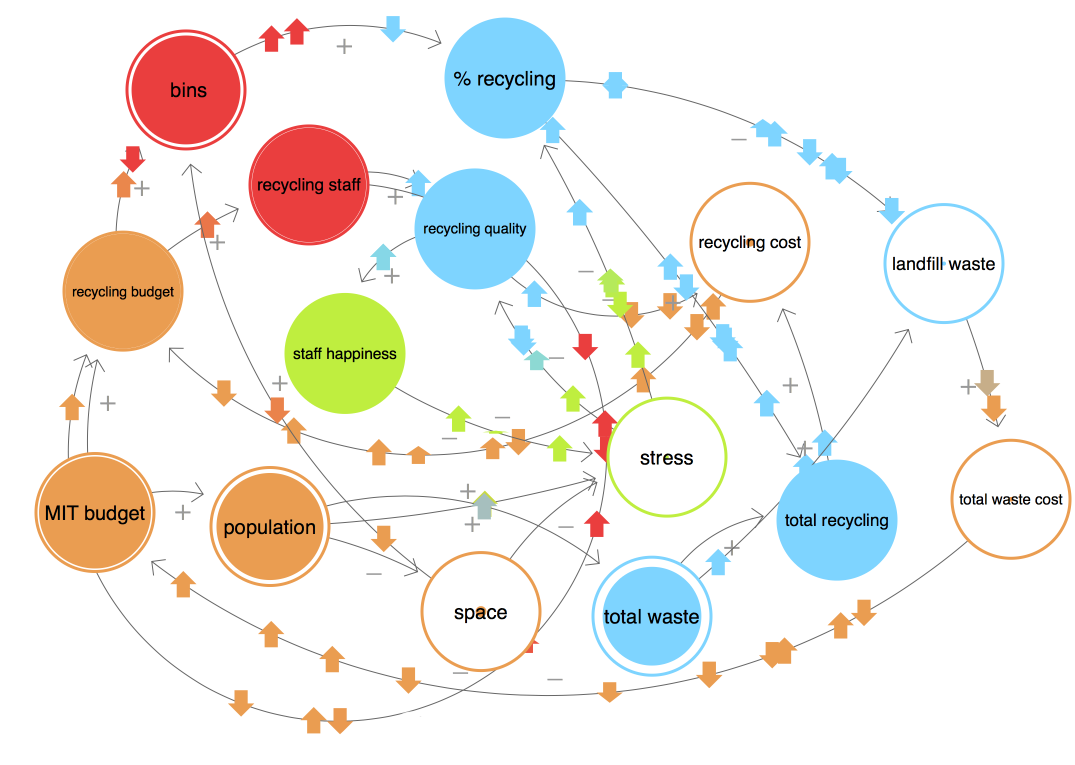 bins
% recycling
recycling staff
recycling quality
recycling cost
landfill waste
recycling budget
staff happiness
stress
MIT budget
population
total recycling
total waste cost
space
total waste
+
+
+
+
+
+
+
+
+
+
+
+
+
+
–
–
–
–
–
–
–
–
–
–